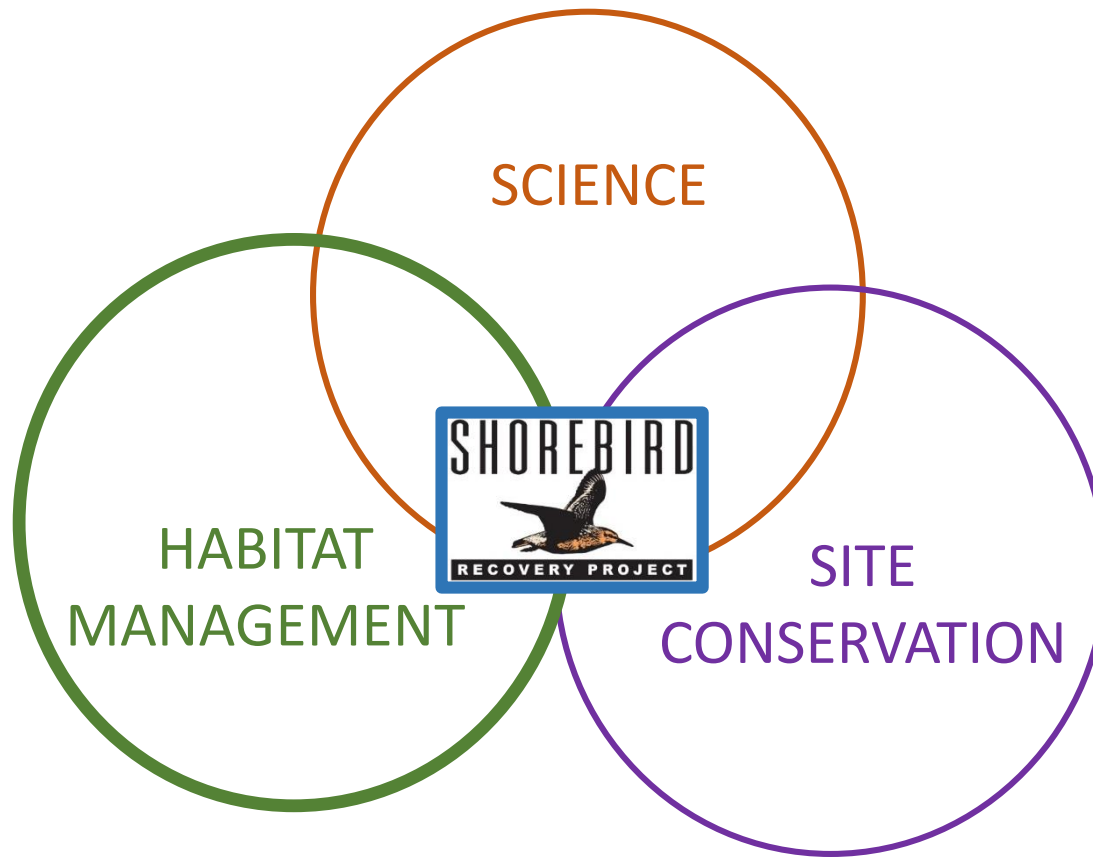 SCIENCE
SHOREBIRD
RECOVERY PROJECT
HABITAT
MANAGEMENT
SITE
CONSERVATION